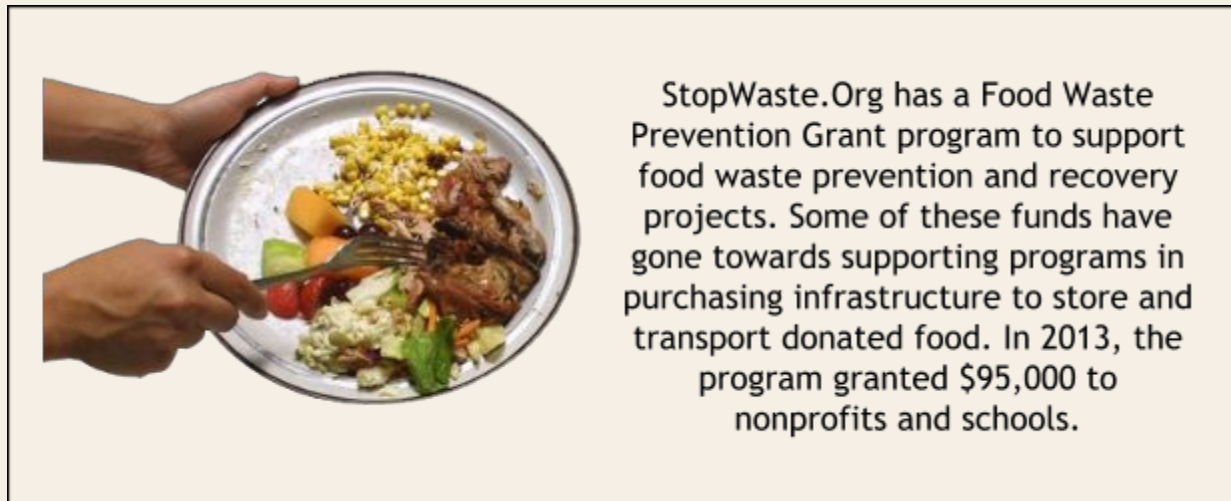 StopWaste.Org has a Food Waste
Prevention Grant program to support
food waste prevention and recovery
projects. Some of these funds have
gone towards supporting programs in
purchasing infrastructure to store and
transport donated food. In 2013, the
program granted $95,000 to
nonprofits and schools.